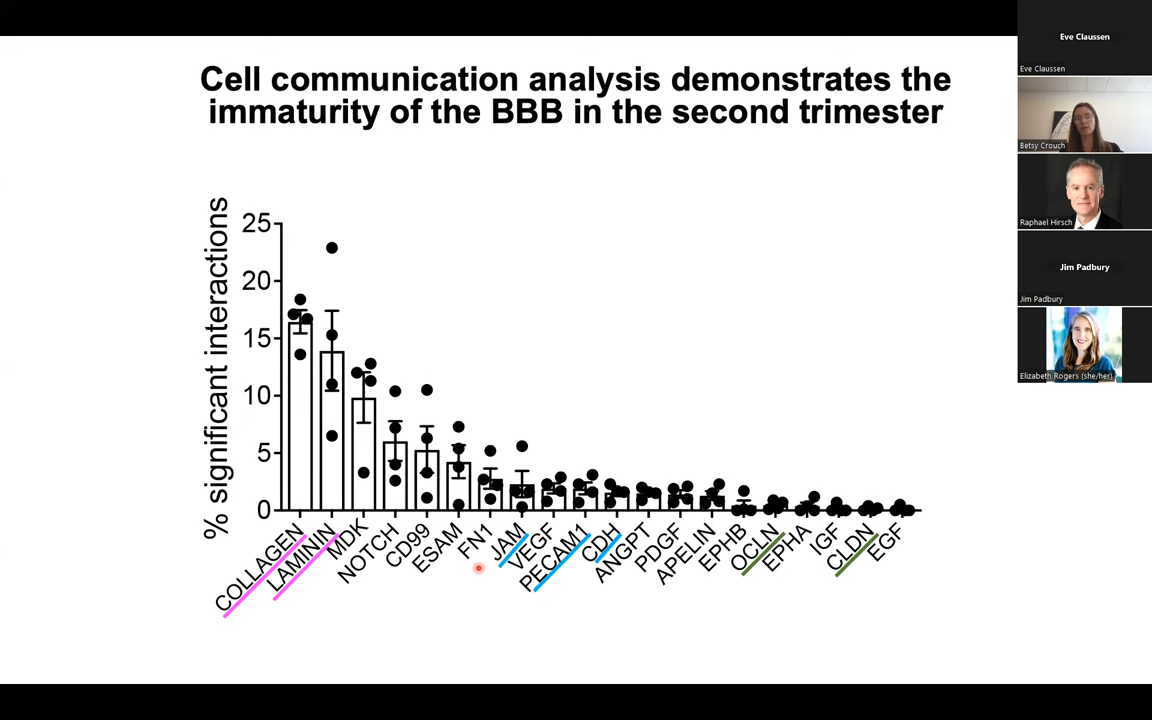 Cell communication analysis demonstrates the
immaturity of the BBB in the second trimester
% significant interactions
25
20
15
10
5
0
COLLAGEN
LAMININ
MDK
NOTCH
CD99
ESAM
FN1
JAM
VEGF
PECAM1
CDH
ANGPT
PDGF
APELIN
EPHB
OCLN
EPHA
IGF
CLDN
EGF
Eve Claussen
Eve Claussen
Betsy Crouch
Raphael Hirsch
Jim Padbury
Jim Padbury
Elizabeth Rogers (she/her)